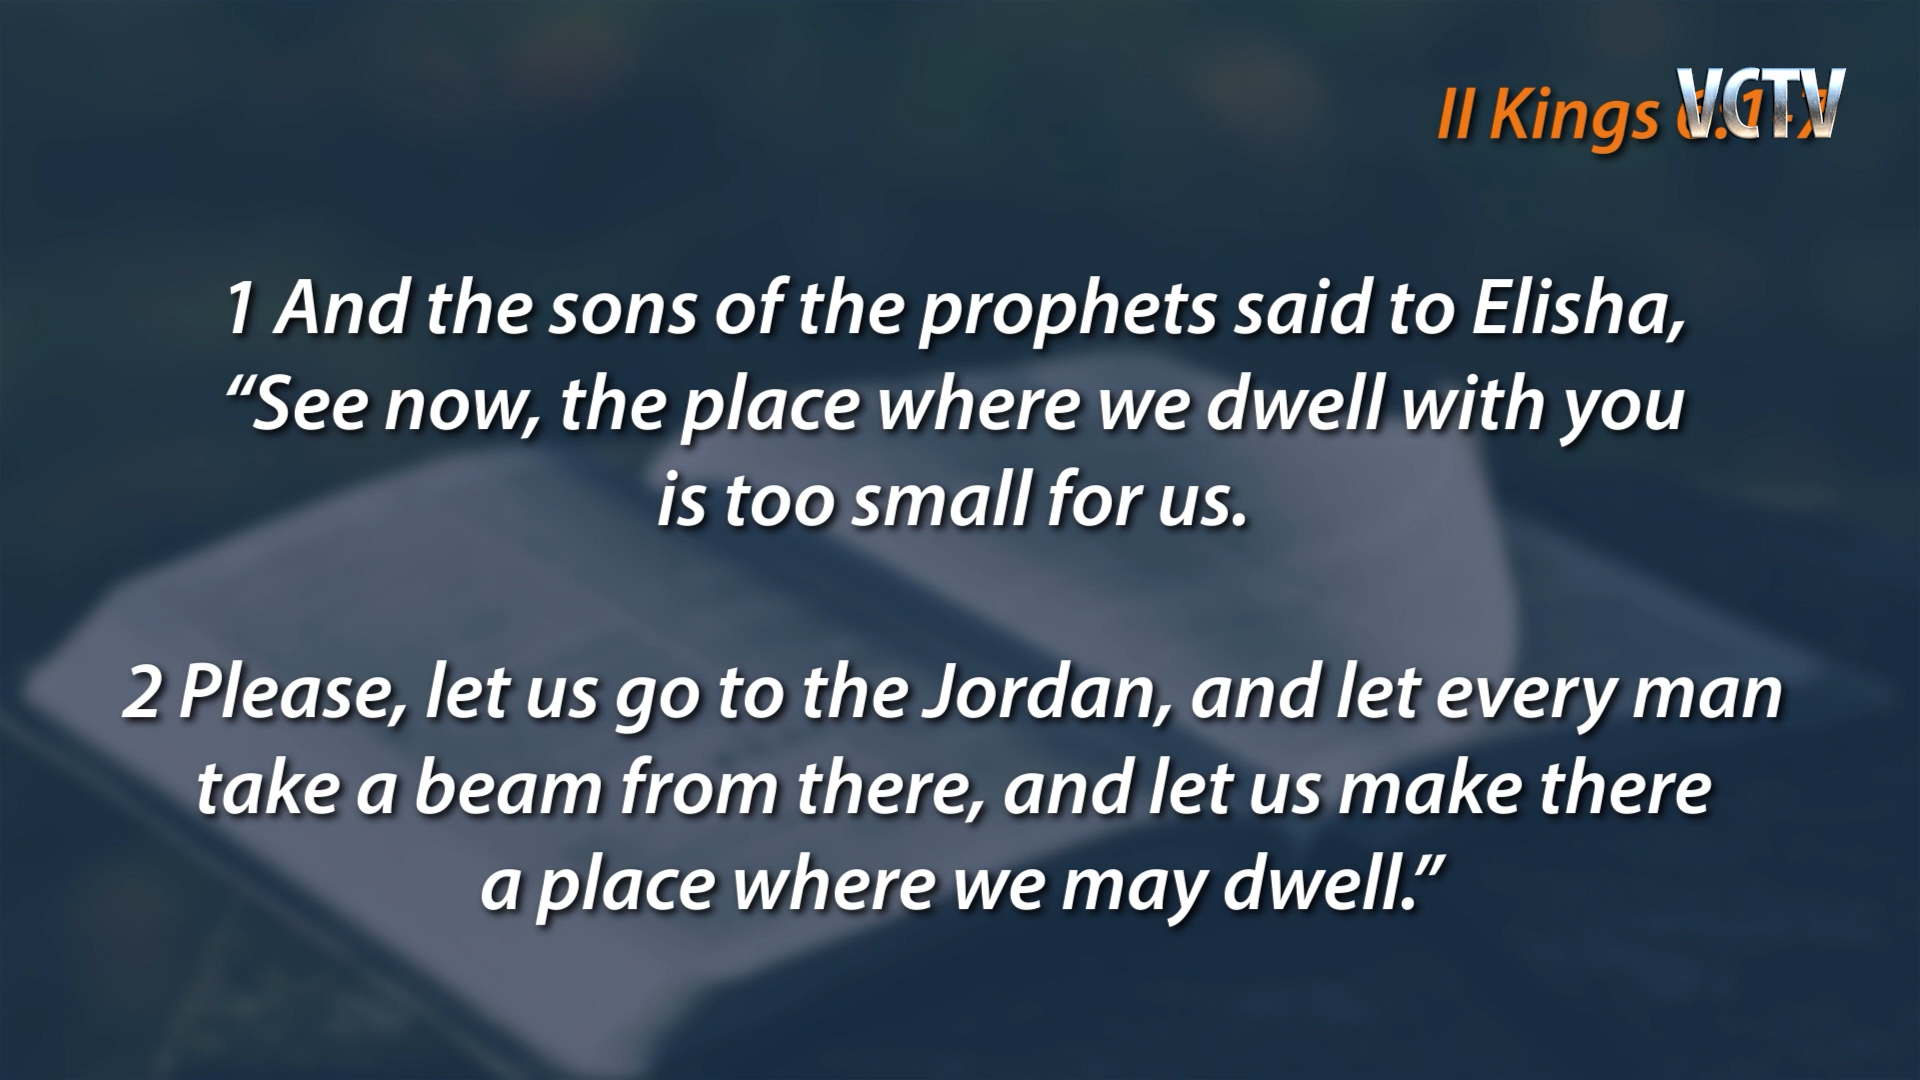 II Kings 6:1-7
VCTV
1 And the sons of the prophets said to Elisha,
“See now, the place where we dwell with you
is too small for us.
2 Please, let us go to the Jordan, and let every man
take a beam from there, and let us make there
a place where we may dwell.”